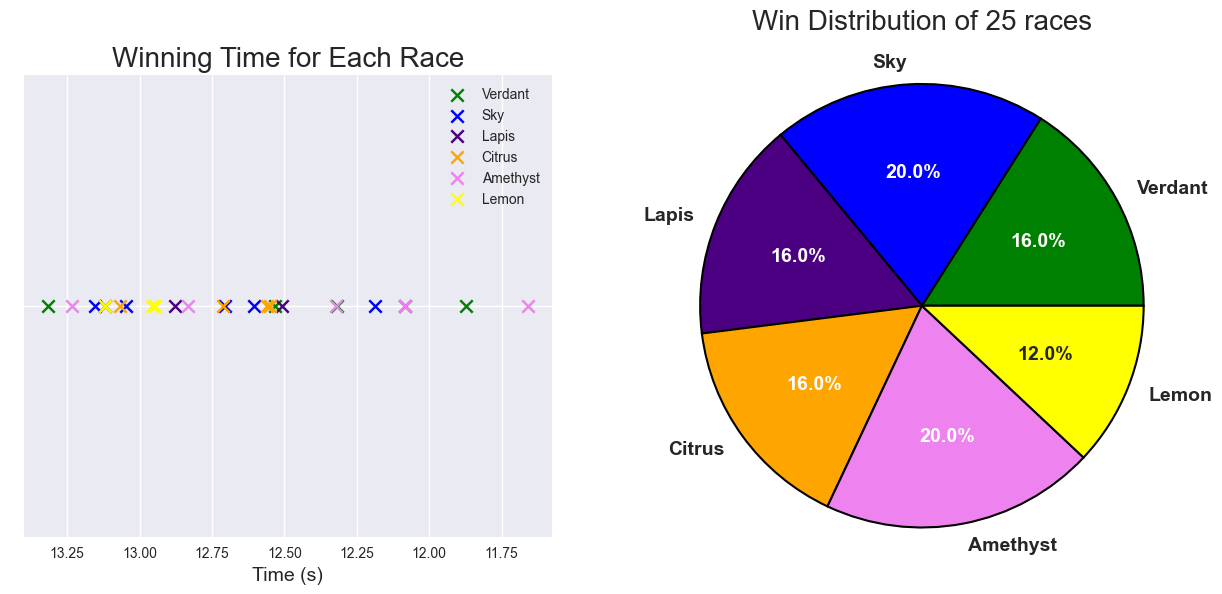 Winning Time for Each Race
Verdant
Sky
Lapis
Citrus
Amethyst
Lemon
13.25 13.00 12.75 12.50 12.25 12.00 11.75
Time (s)
Win Distribution of 25 races
Sky
Verdant
Lapis
Lemon
Citrus
Amethyst
20.0%
16.0%
16.0%
12.0%
16.0%
20.0%